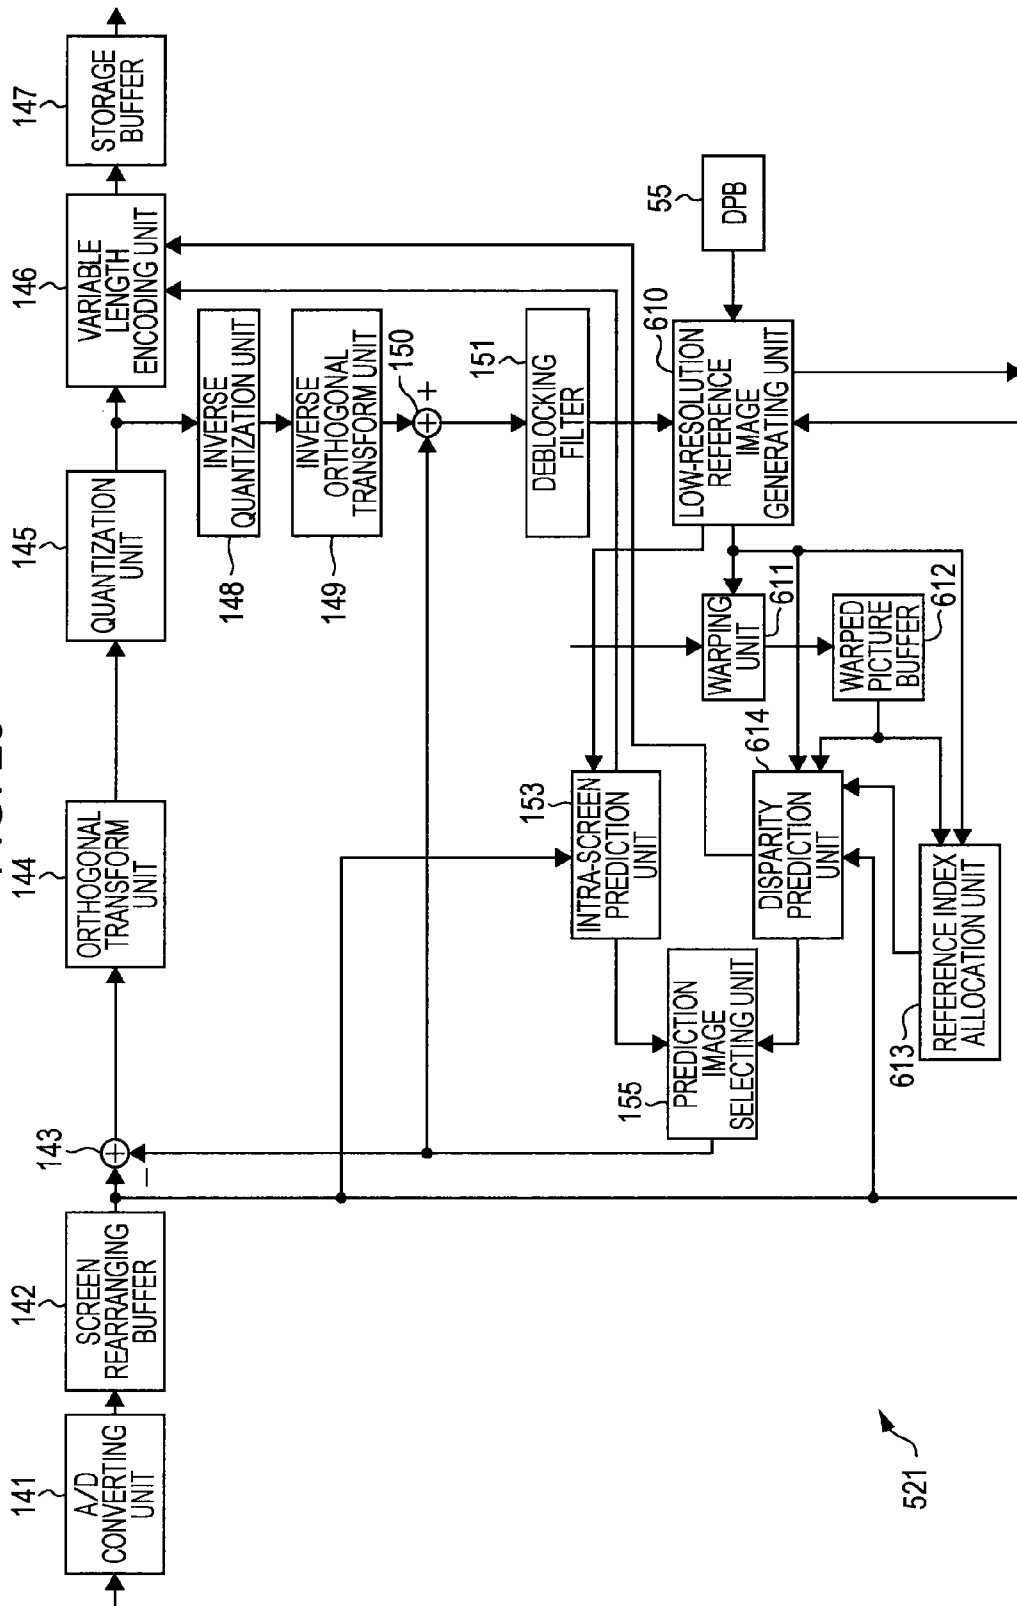 141
A/D
CONVERTING
UNIT
142
SCREEN
REARRANGING
BUFFER
143
+
−
144
ORTHOGONAL
TRANSFORM
UNIT
145
QUANTIZATION
UNIT
146
VARIABLE
LENGTH
ENCODING UNIT
147
STORAGE
BUFFER
INVERSE
QUANTIZATION UNIT
148
INVERSE
ORTHOGONAL
TRANSFORM UNIT
149
150
+
+
151
DEBLOCKING
FILTER
55
DPB
610
LOW-RESOLUTION
REFERENCE
IMAGE
GENERATING UNIT
WARPING
UNIT
611
WARPED
PICTURE
BUFFER
612
153
INTRA-SCREEN
PREDICTION
UNIT
614
DISPARITY
PREDICTION
UNIT
155
PREDICTION
IMAGE
SELECTING UNIT
613
REFERENCE INDEX
ALLOCATION UNIT
521